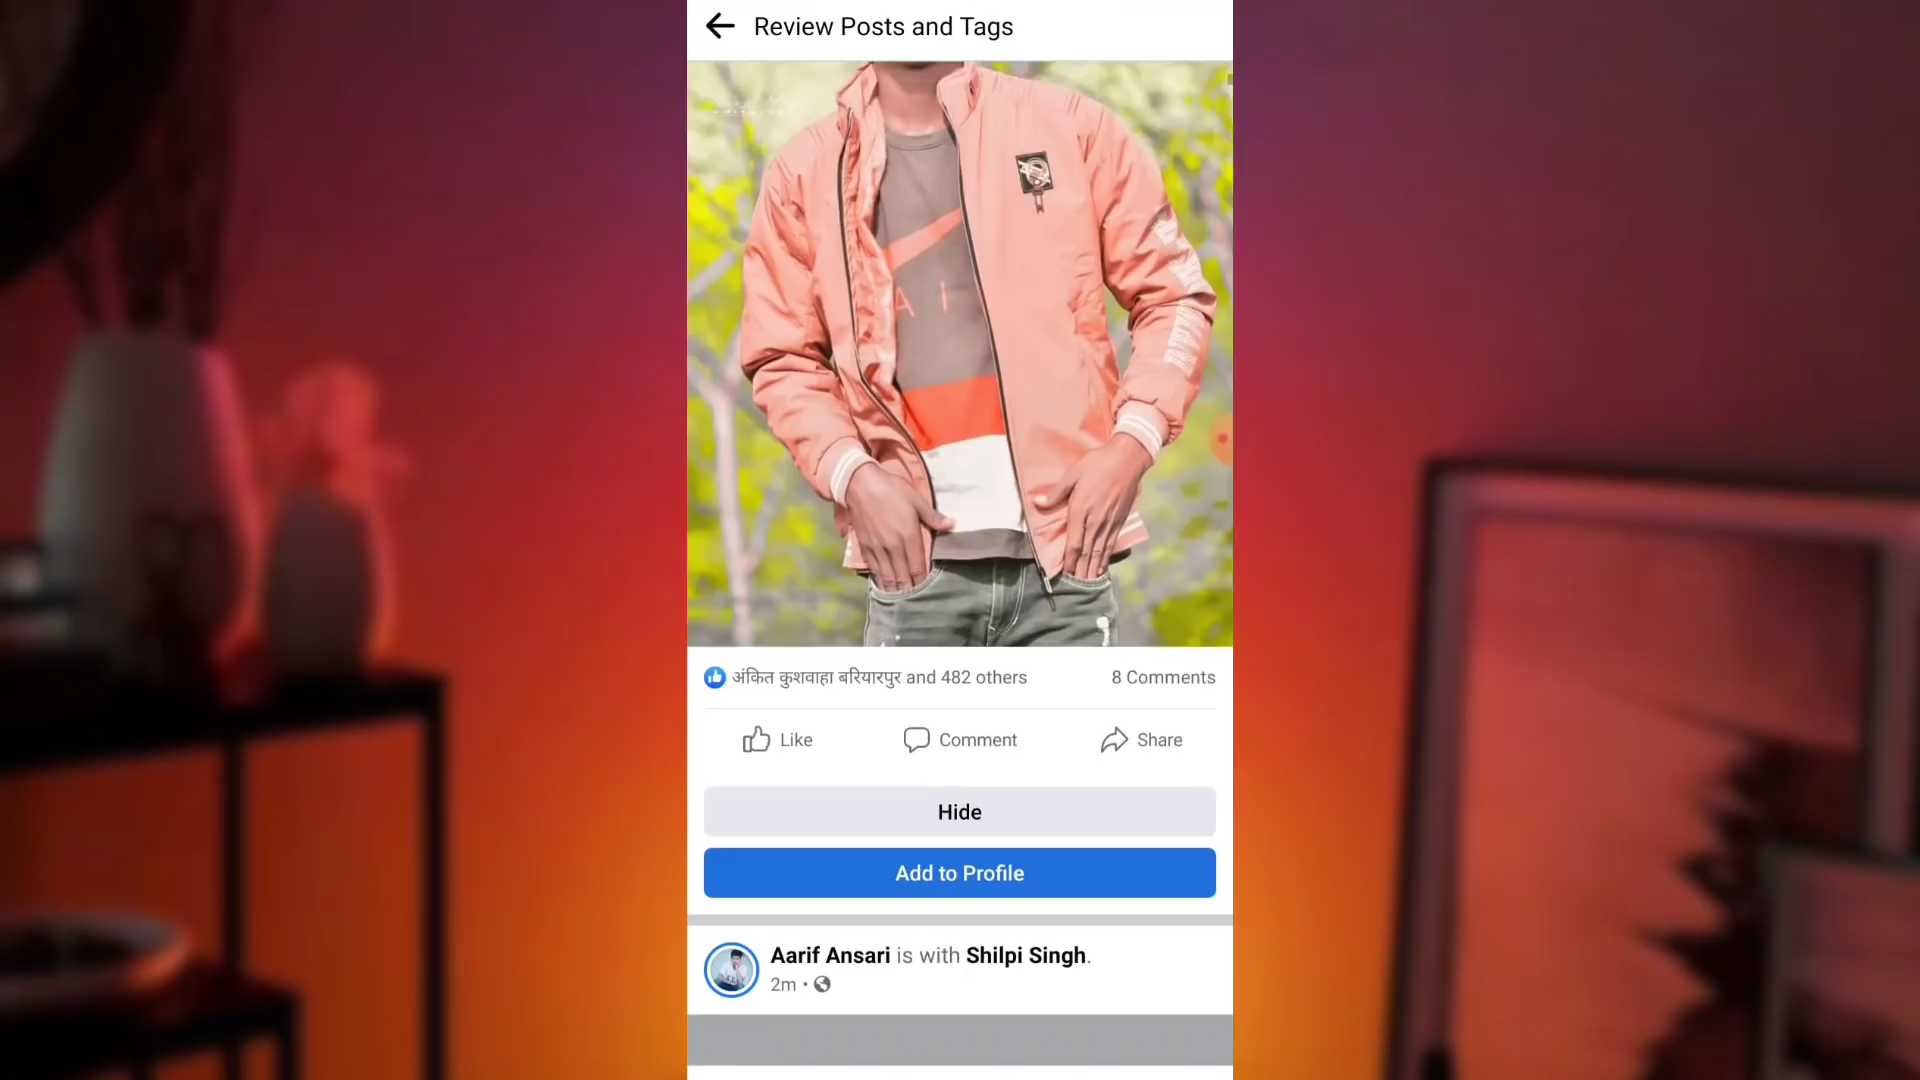 Review Posts and Tags
अंकित कुशवाहा बरियारपुर and 482 others
8 Comments
Like
Comment
Share
Hide
Add to Profile
Aarif Ansari is with Shilpi Singh.
2m